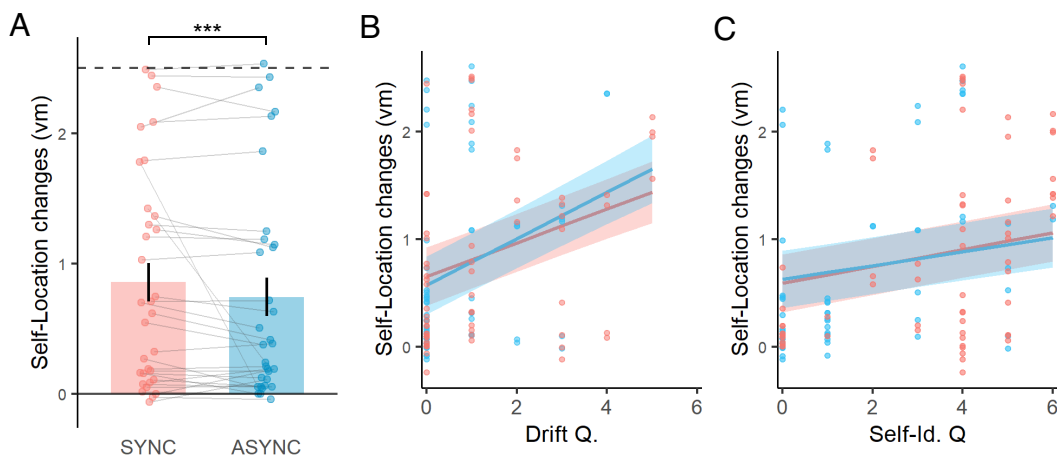 A
***
Self-Location changes (vm)
2
1
0
SYNC ASYNC
B
Self-Location changes (vm)
2
1
0
0 2 4 6
Drift Q.
C
Self-Location changes (vm)
2
1
0
0 2 4 6
Self-Id. Q